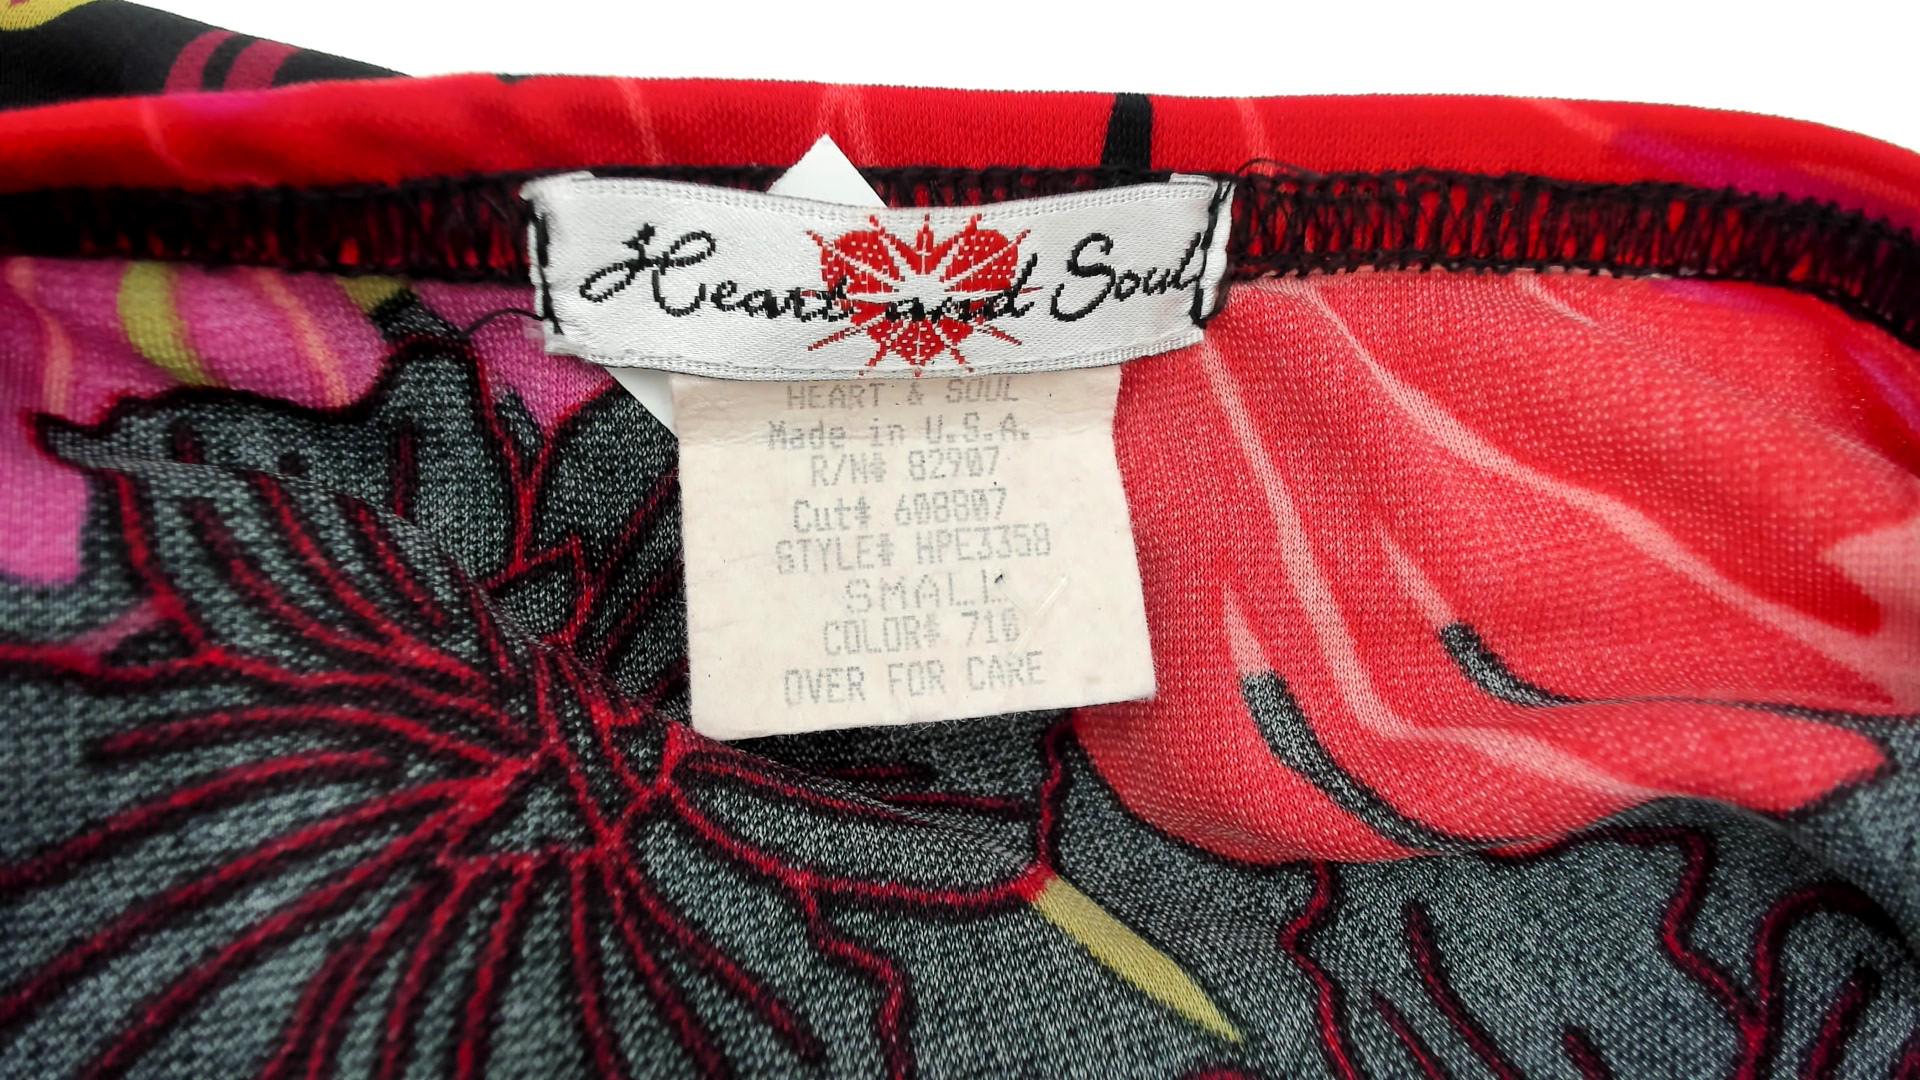 Heart and Soul
HEART & SOUL
Made in U.S.A.
R/N# 82907
Cut# 608807
STYLE# HPE3358
SMALL
COLOR# 710
OVER FOR CARE